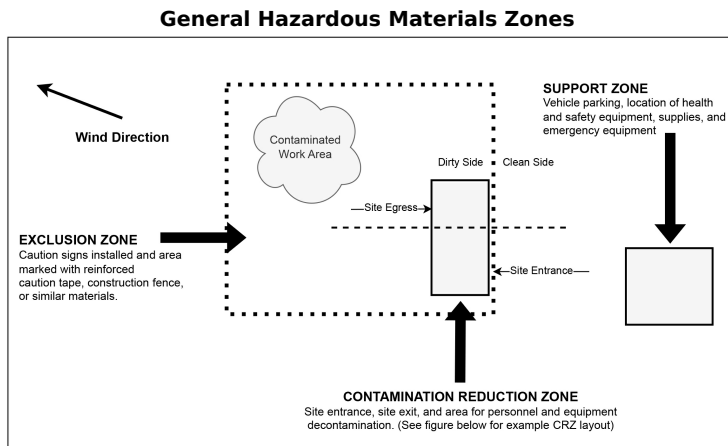 General Hazardous Materials Zones
Wind Direction
SUPPORT ZONE
Vehicle parking, location of health
and safety equipment, supplies, and
emergency equipment
Contaminated
Work Area
Dirty Side
Clean Side
Site Egress
EXCLUSION ZONE
Caution signs installed and area
marked with reinforced
caution tape, construction fence,
or similar materials.
Site Entrance
CONTAMINATION REDUCTION ZONE
Site entrance, site exit, and area for personnel and equipment
decontamination. (See figure below for example CRZ layout)